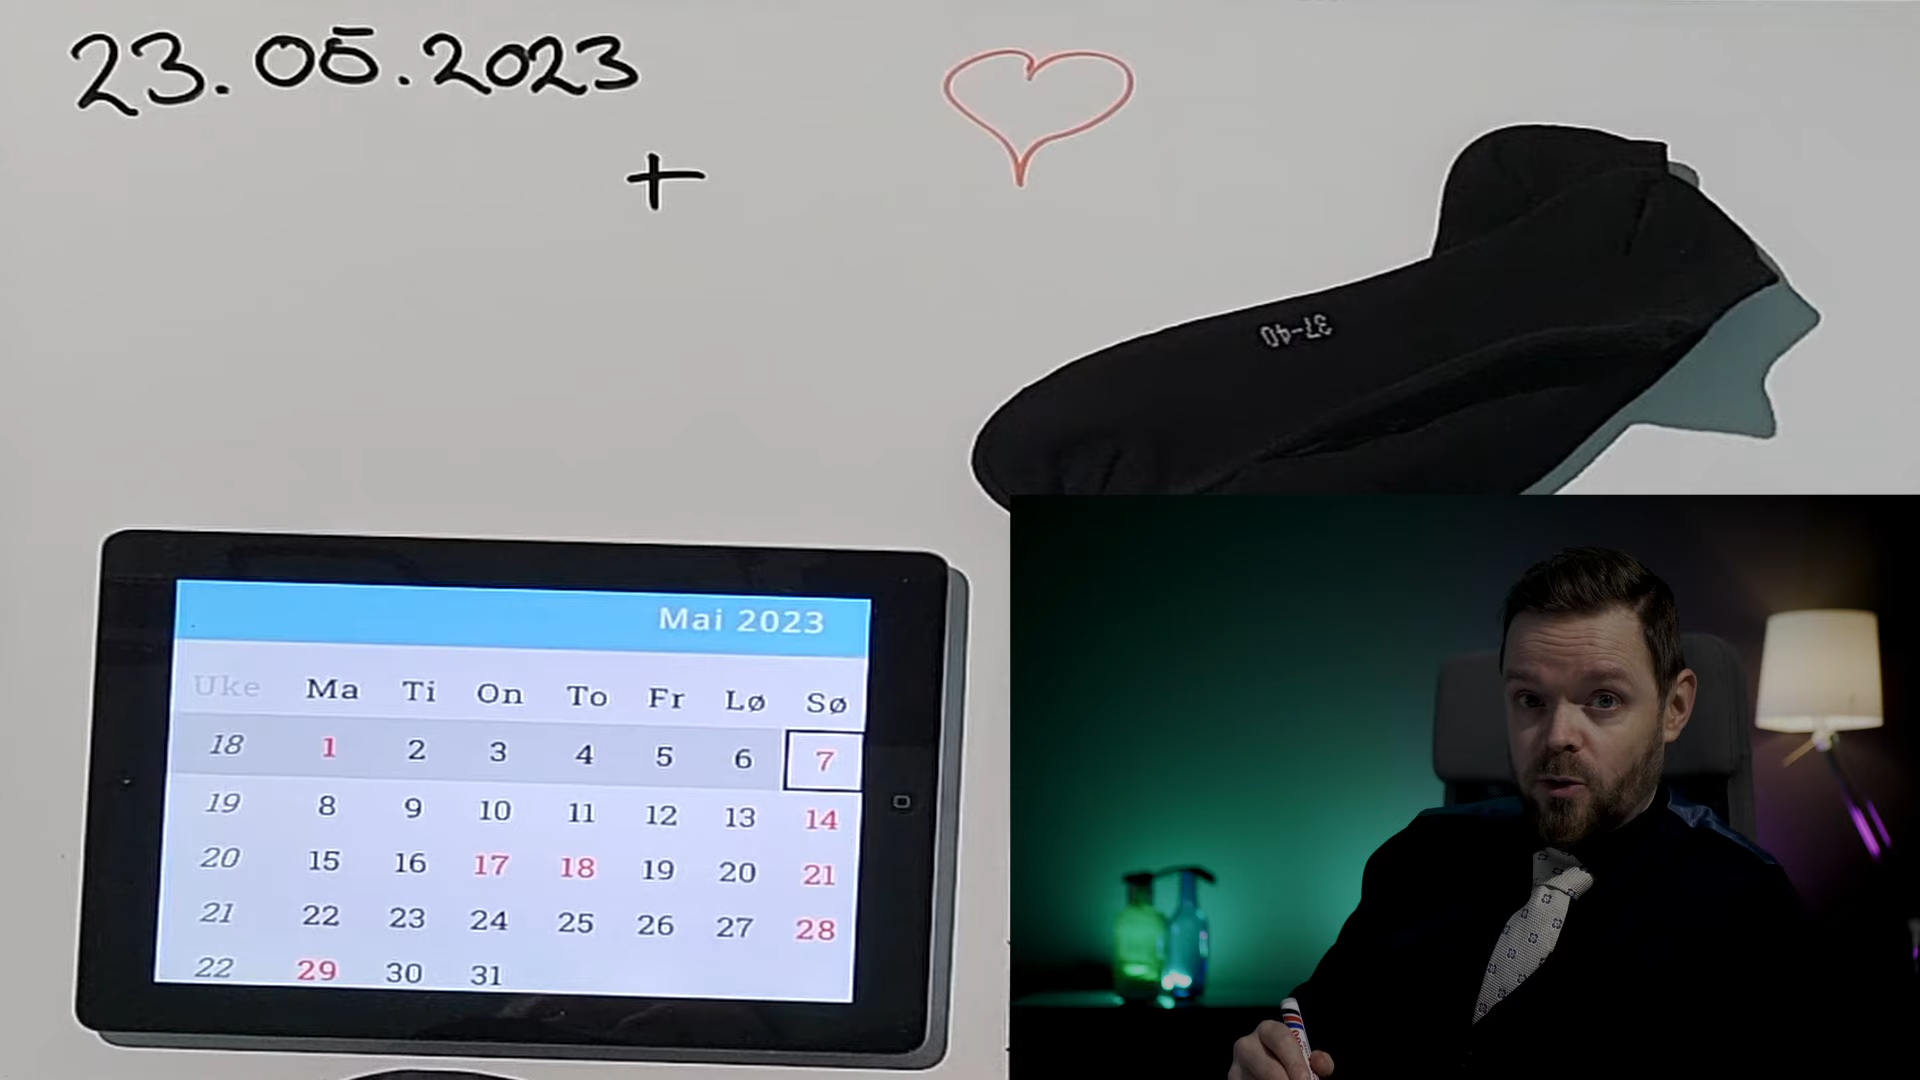 23.05.2023
+
37-40
Mai 2023
Uke Ma Ti On To Fr Lø Sø
18 1 2 3 4 5 6 7
19 8 9 10 11 12 13 14
20 15 16 17 18 19 20 21
21 22 23 24 25 26 27 28
22 29 30 31